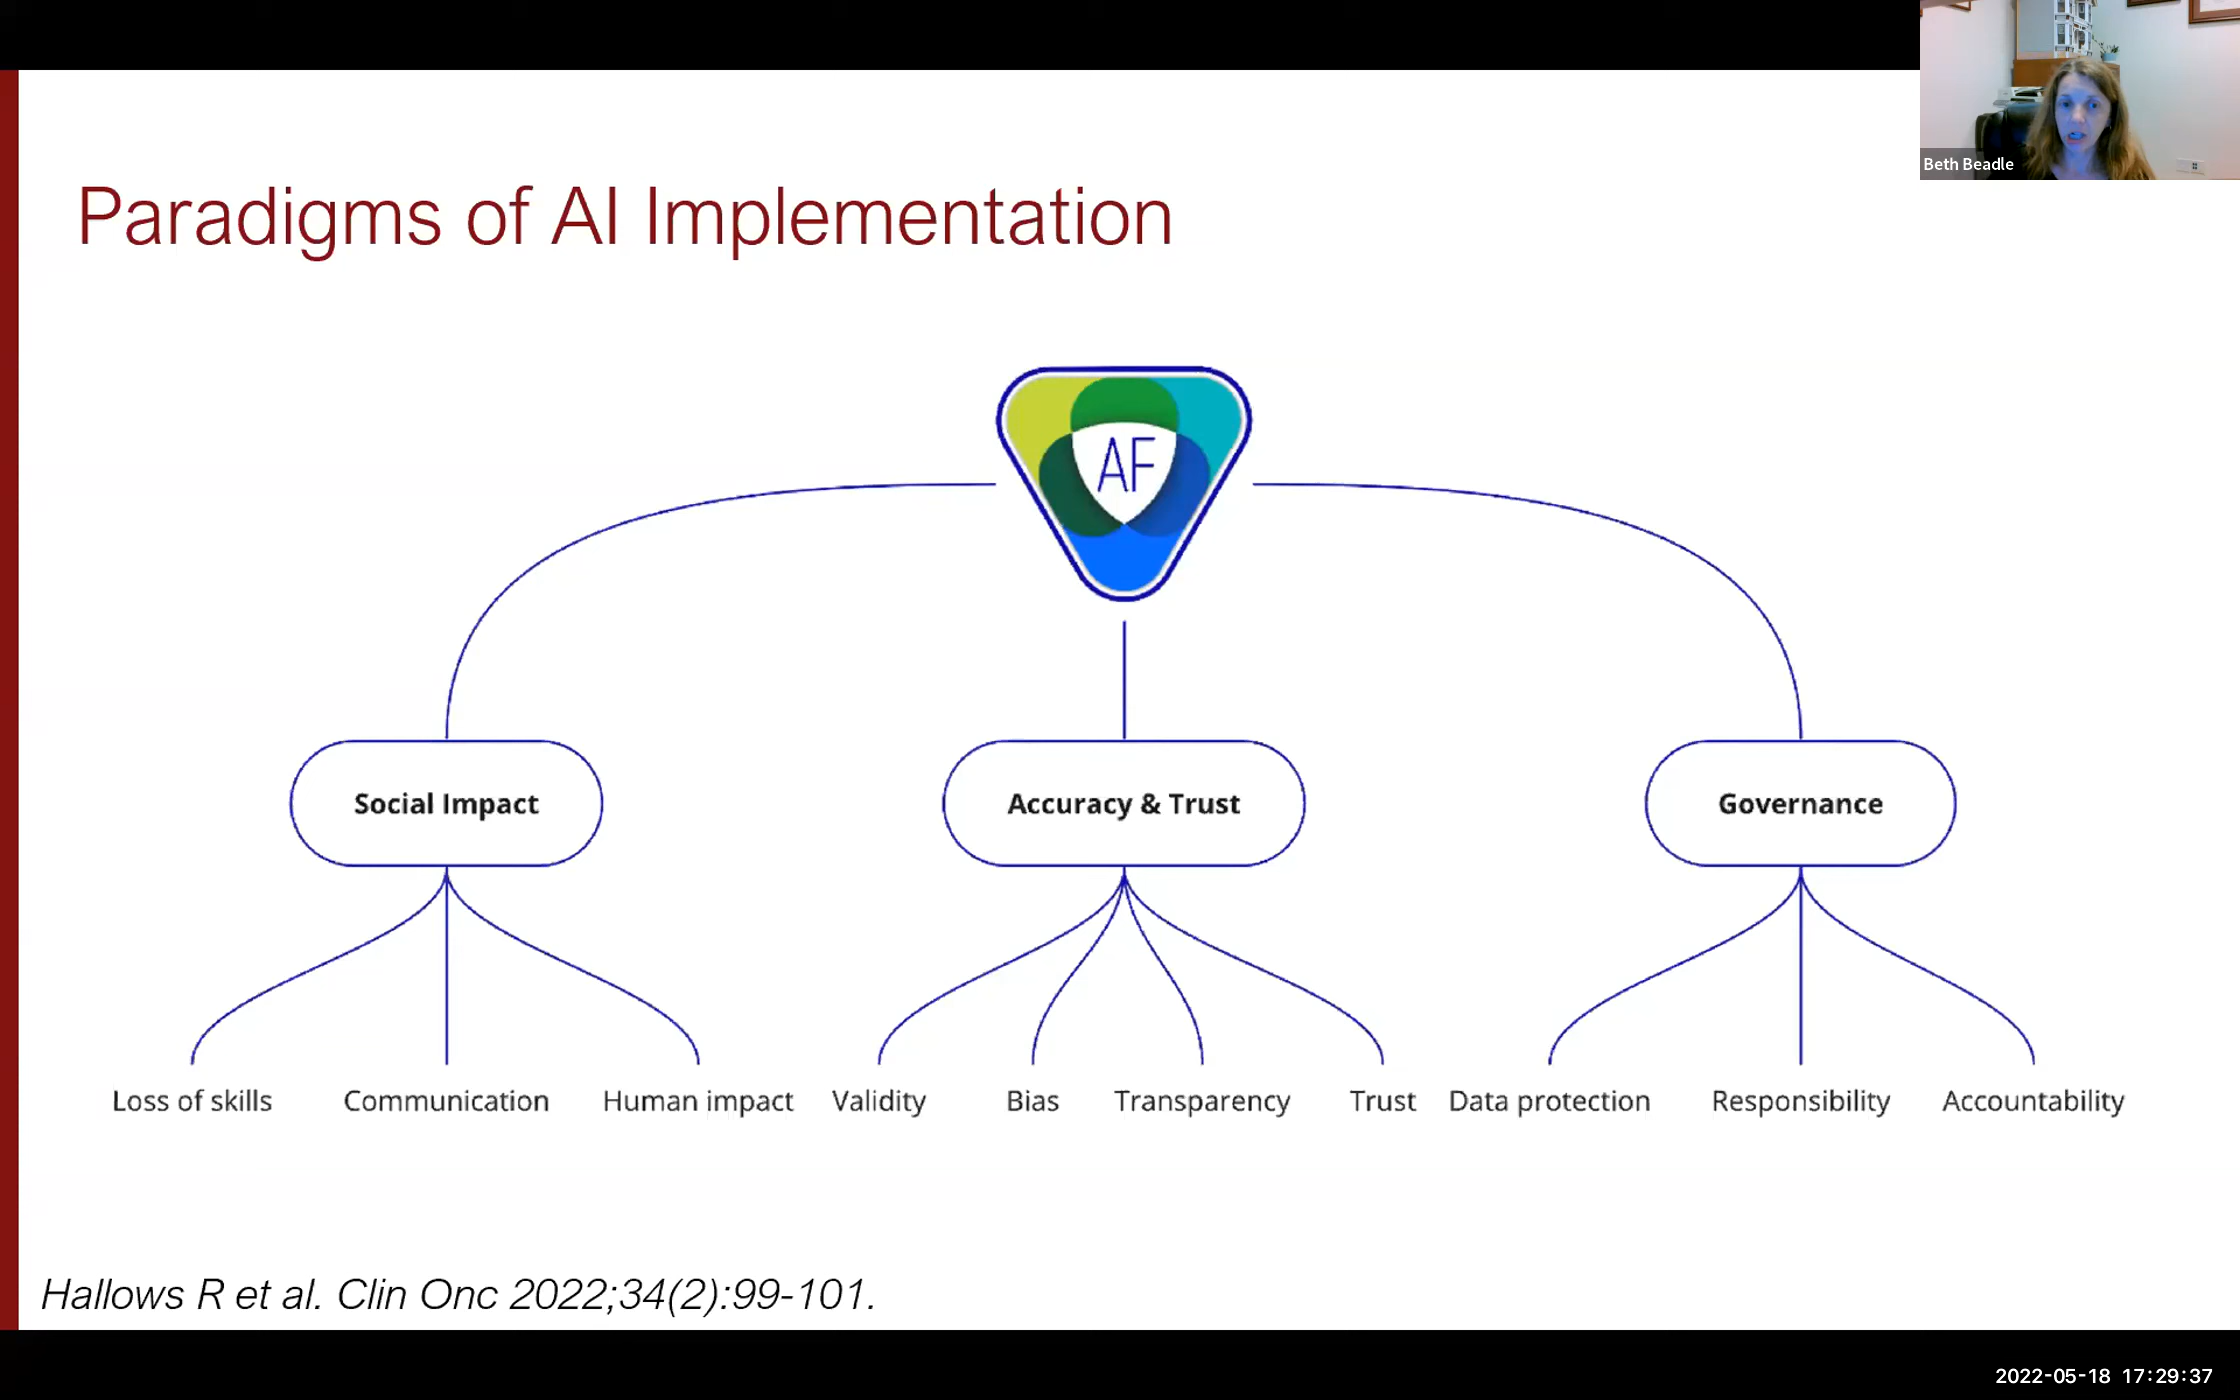 Beth Beadle
Paradigms of AI Implementation
AF
Social Impact
Accuracy & Trust
Governance
Loss of skills
Communication
Human impact
Validity
Bias
Transparency
Trust
Data protection
Responsibility
Accountability
Hallows R et al. Clin Onc 2022;34(2):99-101.
2022-05-18 17:29:37